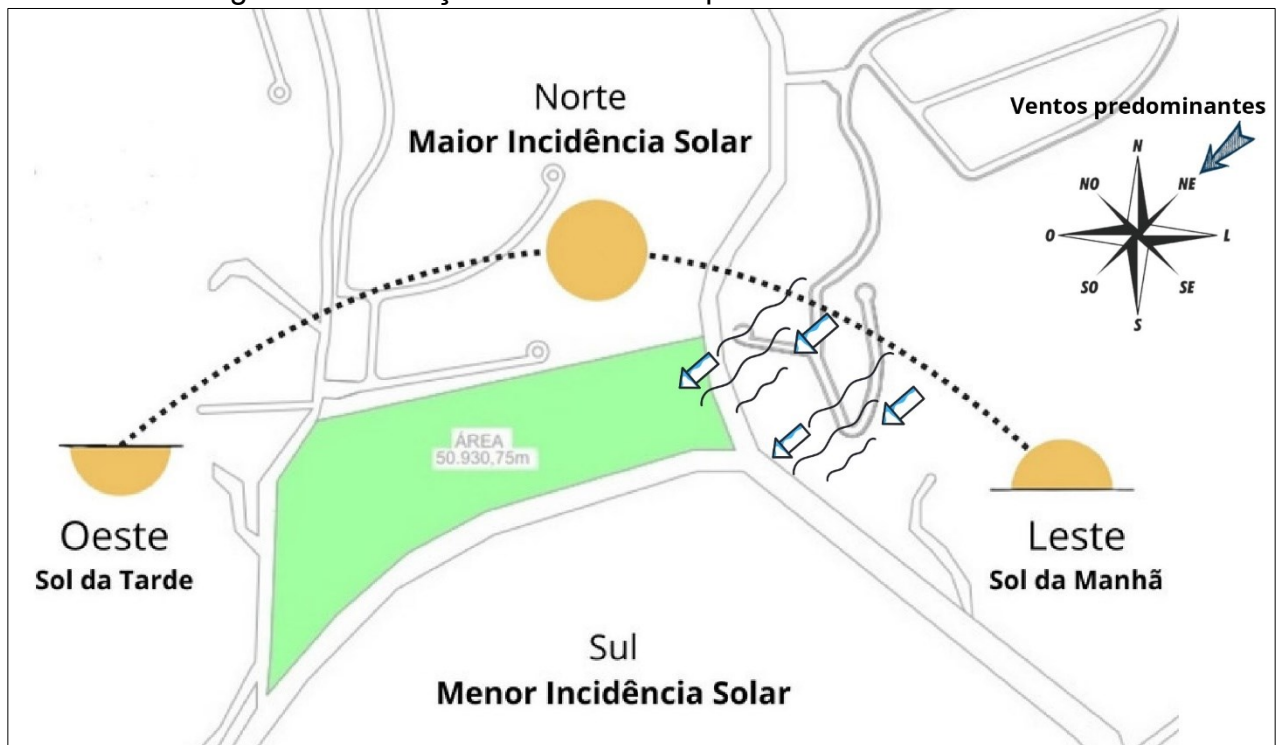 Norte
Maior Incidência Solar
Ventos predominantes
N
NO
NE
O
L
SO
SE
S
ÁREA
50.930,75m
Oeste
Sol da Tarde
Leste
Sol da Manhã
Sul
Menor Incidência Solar